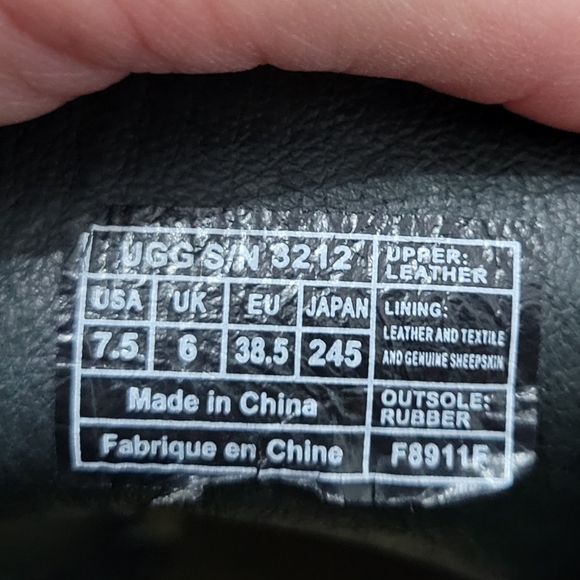 UGG S/N 3212
UPPER:
LEATHER
USA UK EU JAPAN
7.5 6 38.5 245
LINING:
LEATHER AND TEXTILE
AND GENUINE SHEEPSKIN
Made in China
OUTSOLE:
RUBBER
Fabrique en Chine
F8911E